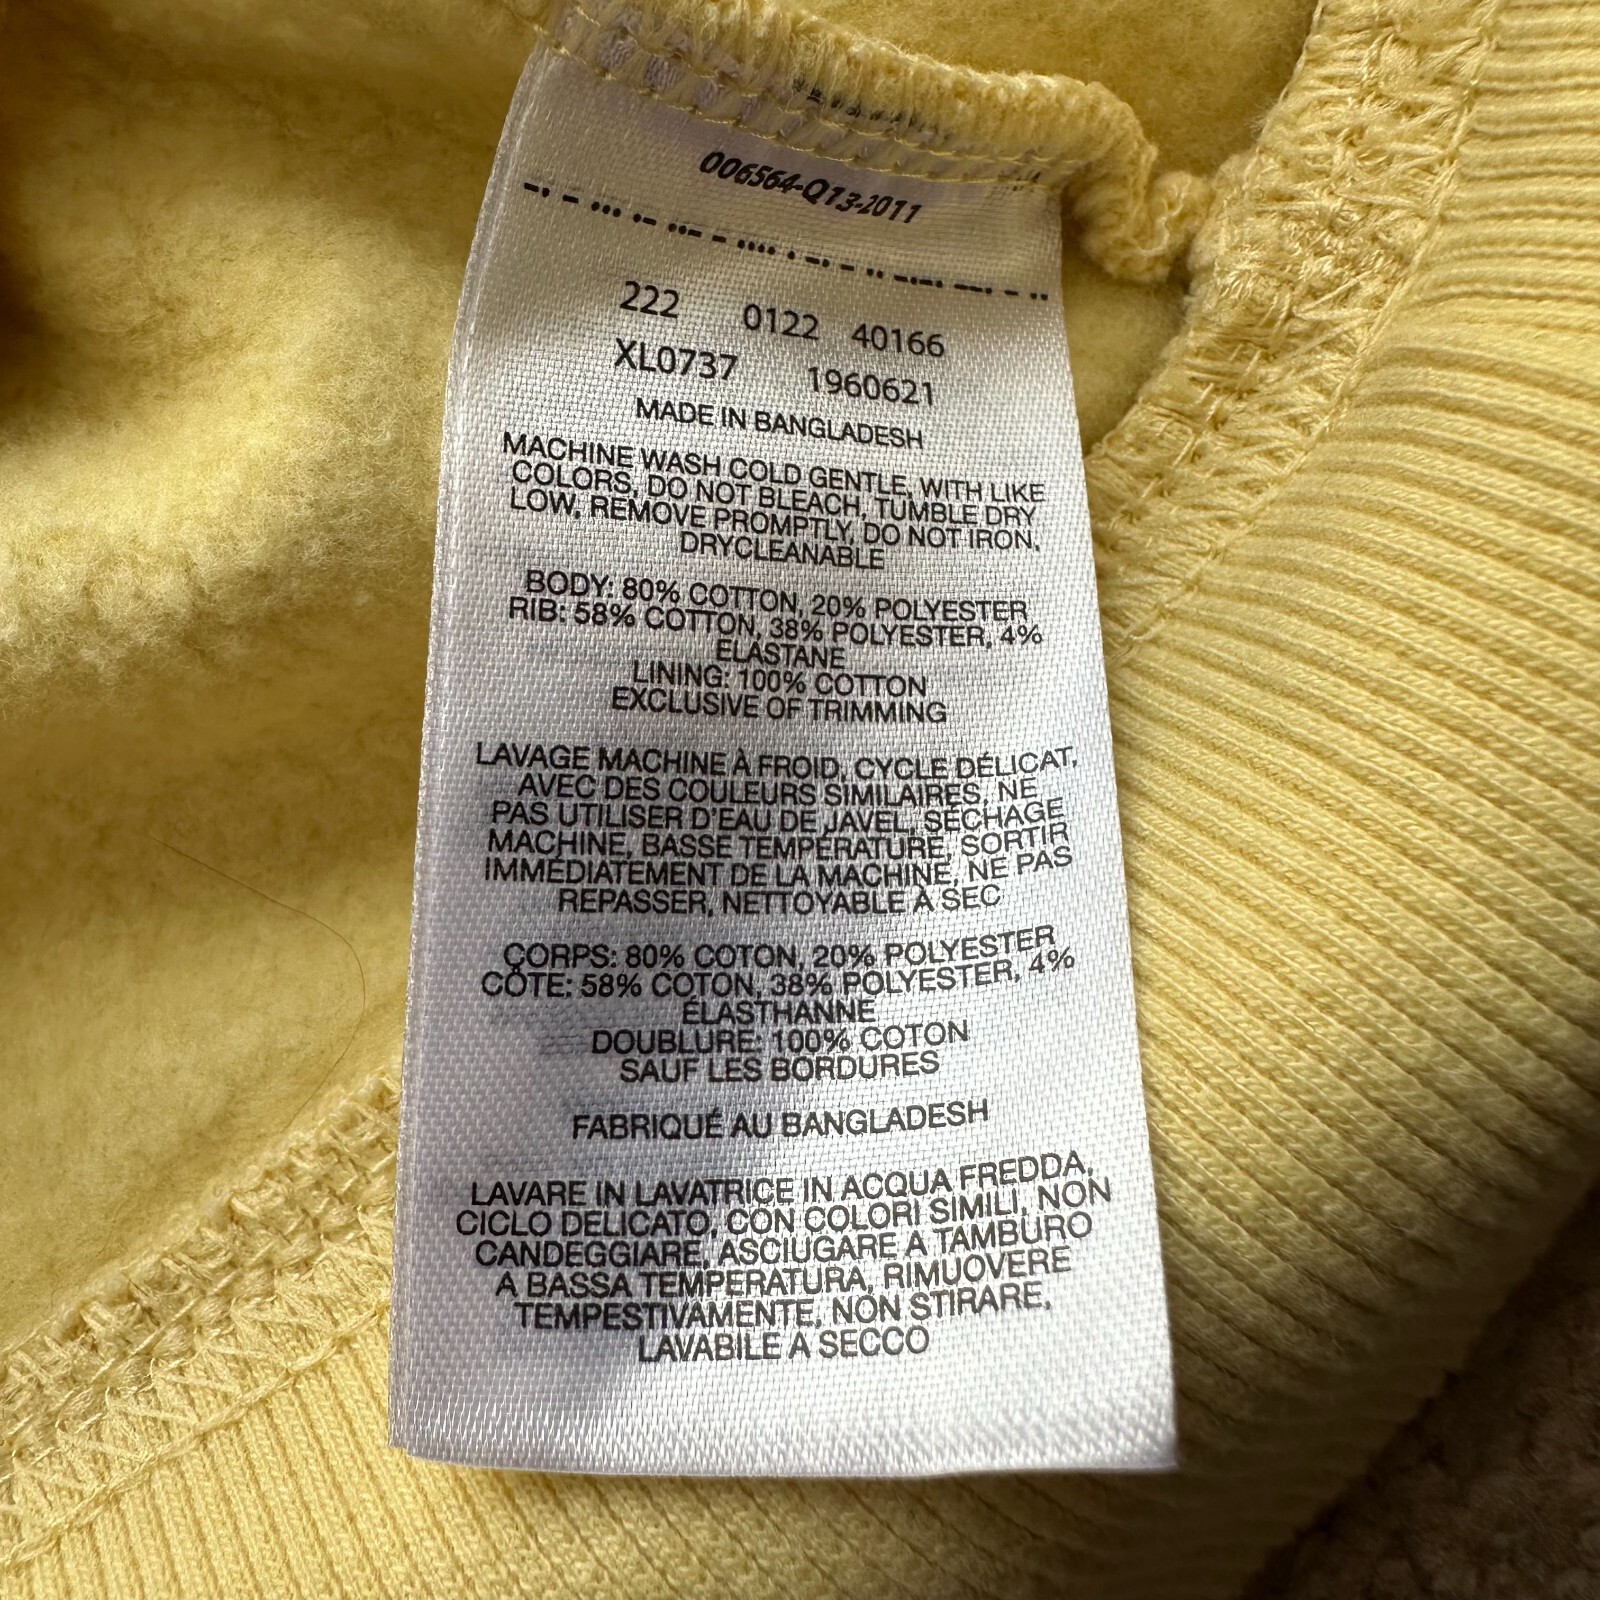 006564-Q13-2011
222 0122 40166
XL0737 1960621
MADE IN BANGLADESH
MACHINE WASH COLD GENTLE, WITH LIKE
COLORS, DO NOT BLEACH, TUMBLE DRY
LOW, REMOVE PROMPTLY, DO NOT IRON,
DRYCLEANABLE
BODY: 80% COTTON, 20% POLYESTER
RIB: 58% COTTON, 38% POLYESTER, 4%
ELASTANE
LINING: 100% COTTON
EXCLUSIVE OF TRIMMING
LAVAGE MACHINE À FROID, CYCLE DÉLICAT,
AVEC DES COULEURS SIMILAIRES, NE
PAS UTILISER D'EAU DE JAVEL, SÉCHAGE
MACHINE, BASSE TEMPÉRATURE, SORTIR
IMMÉDIATEMENT DE LA MACHINE, NE PAS
REPASSER, NETTOYABLE À SEC
CORPS: 80% COTON, 20% POLYESTER
CÔTE: 58% COTON, 38% POLYESTER, 4%
ÉLASTHANNE
DOUBLURE: 100% COTON
SAUF LES BORDURES
FABRIQUÉ AU BANGLADESH
LAVARE IN LAVATRICE IN ACQUA FREDDA,
CICLO DELICATO, CON COLORI SIMILI, NON
CANDEGGIARE, ASCIUGARE A TAMBURO
A BASSA TEMPERATURA, RIMUOVERE
TEMPESTIVAMENTE, NON STIRARE,
LAVABILE A SECCO